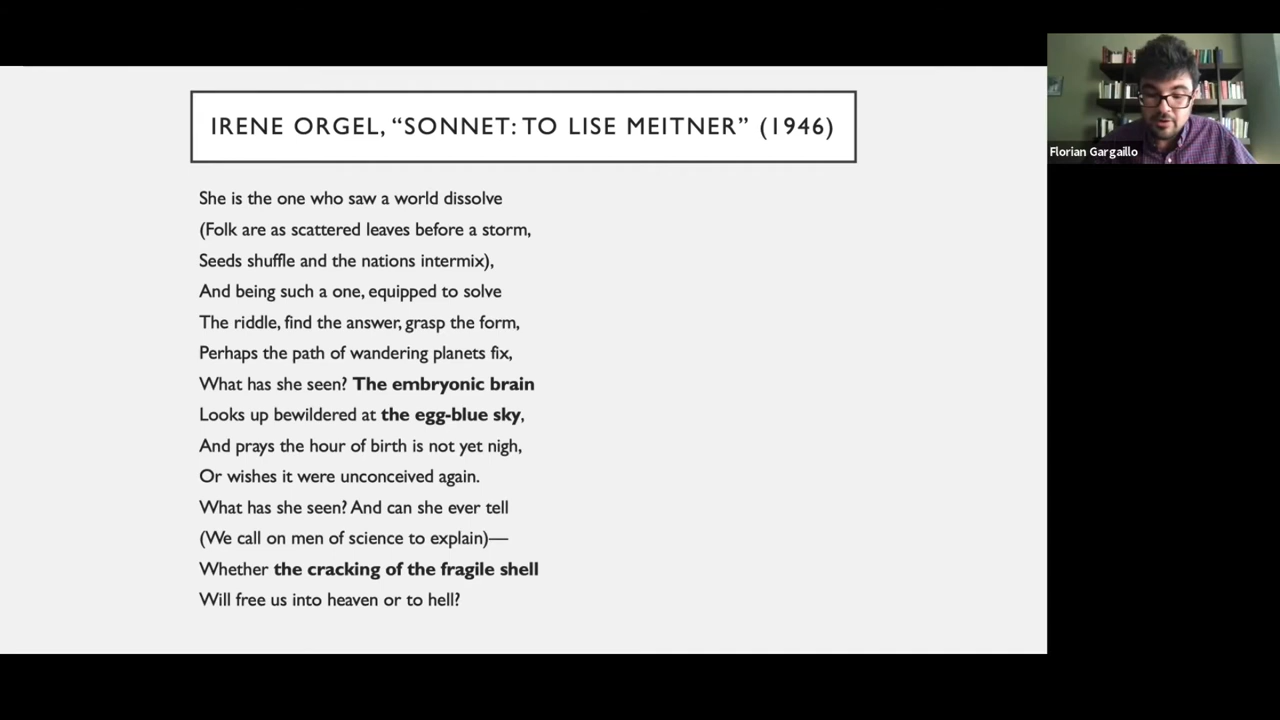 IRENE ORGEL, “SONNET: TO LISE MEITNER” (1946)
Florian Gargaillo
She is the one who saw a world dissolve
(Folk are as scattered leaves before a storm,
Seeds shuffle and the nations intermix),
And being such a one, equipped to solve
The riddle, find the answer, grasp the form,
Perhaps the path of wandering planets fix,
What has she seen? The embryonic brain
Looks up bewildered at the egg-blue sky,
And prays the hour of birth is not yet nigh,
Or wishes it were unconceived again.
What has she seen? And can she ever tell
(We call on men of science to explain)—
Whether the cracking of the fragile shell
Will free us into heaven or to hell?